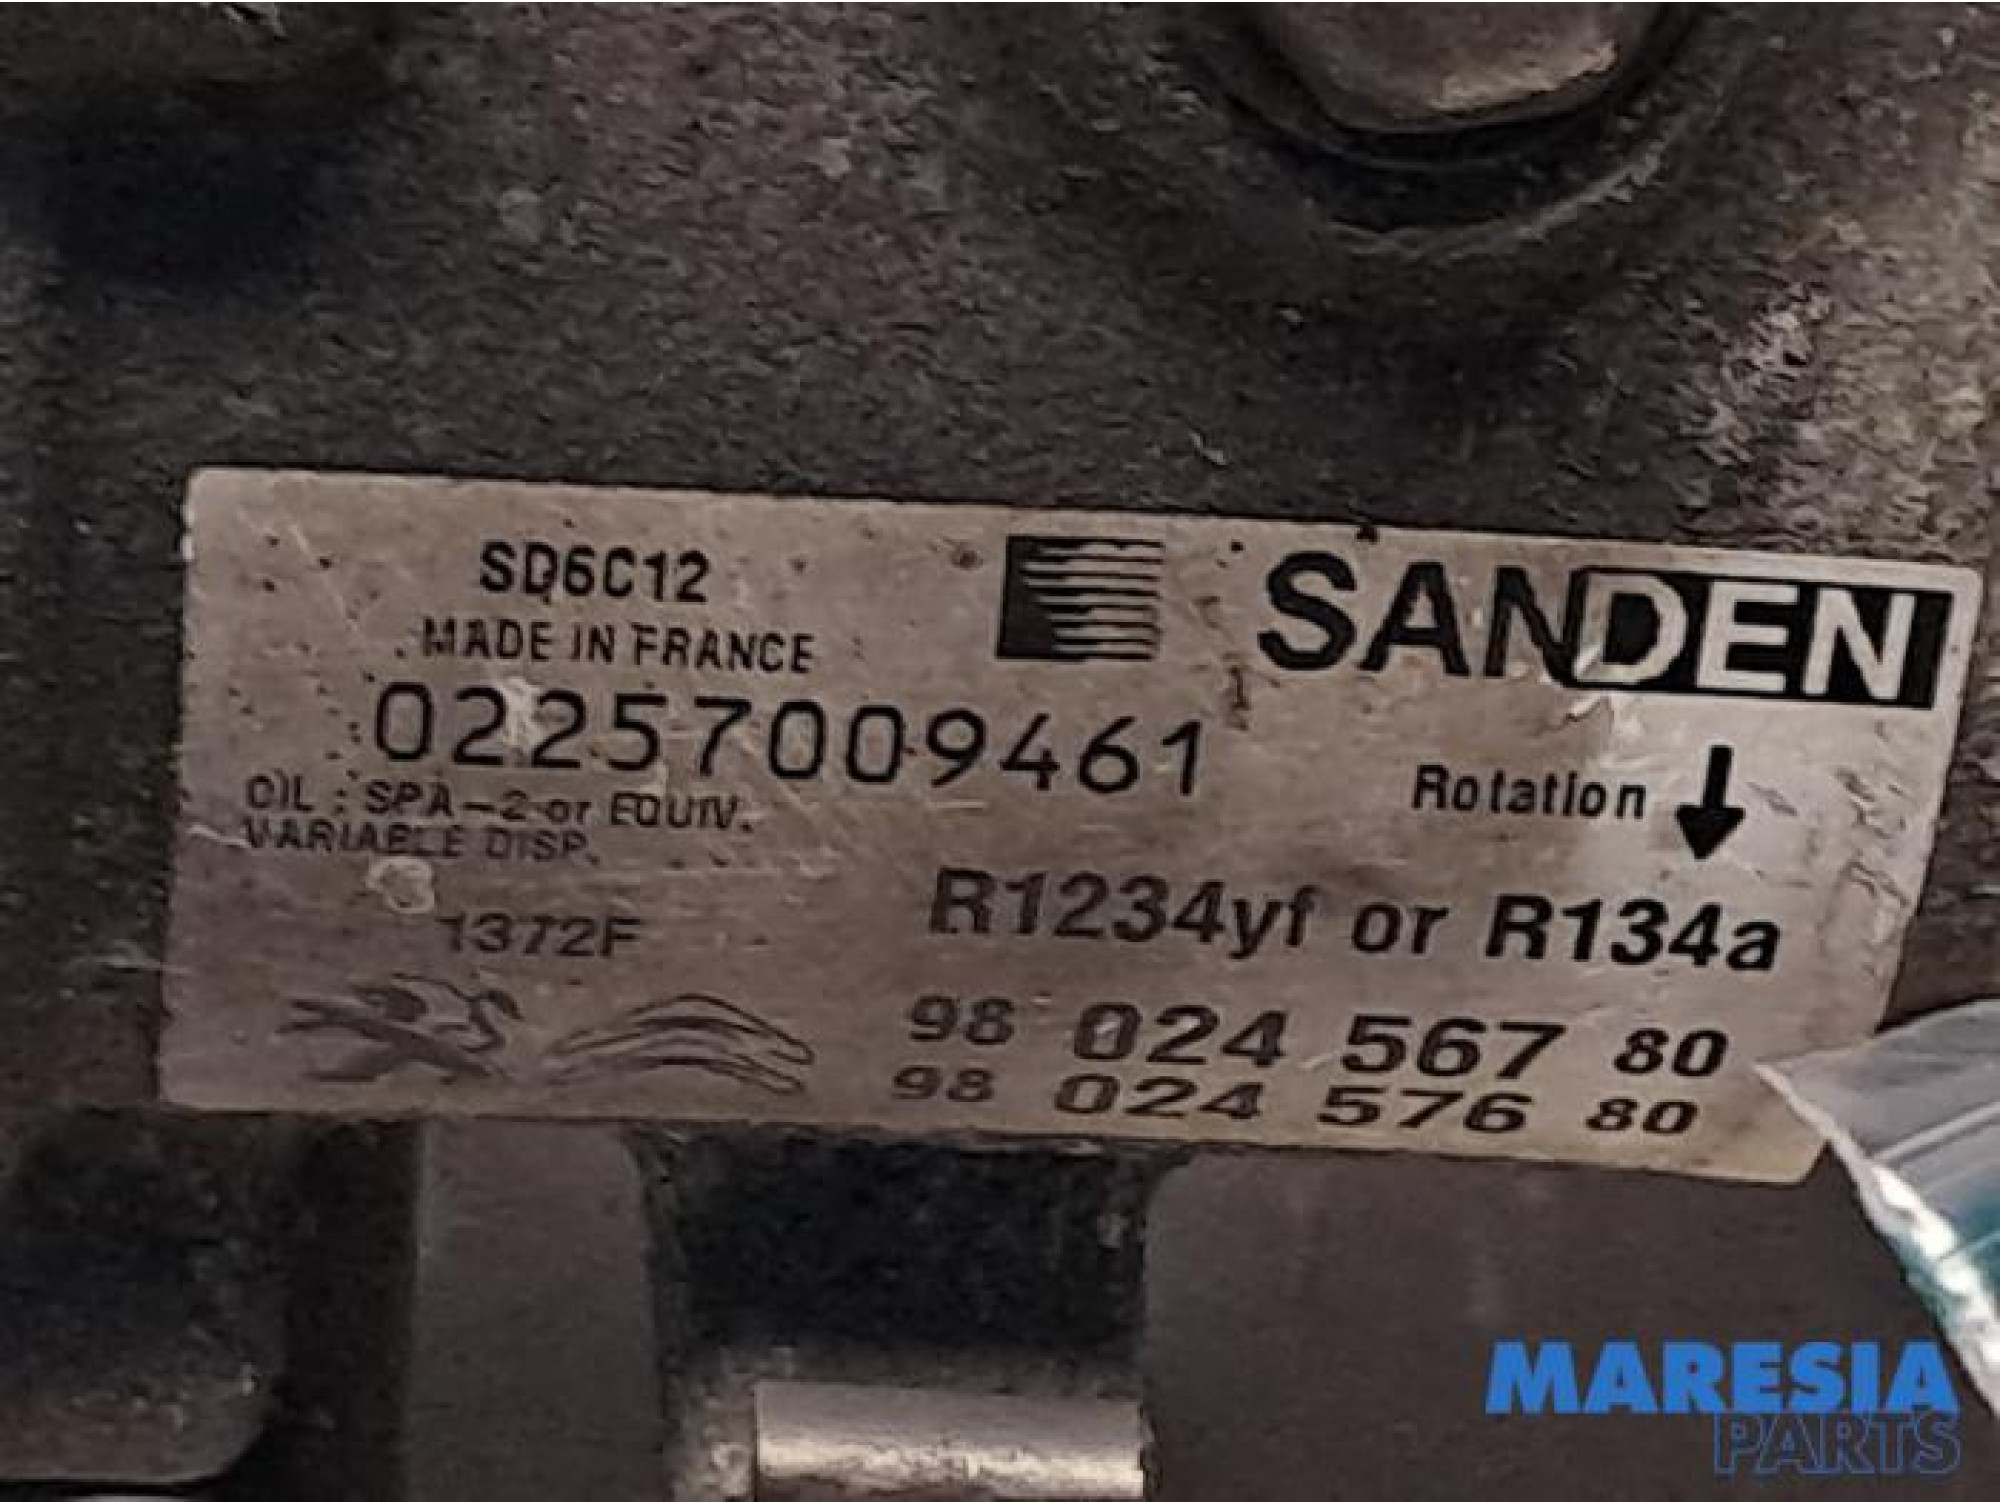 SD6C12
MADE IN FRANCE
02257009461
OIL : SPA-2 or EQUIV.
VARIABLE DISP.
1372F
SANDEN
Rotation
R1234yf or R134a
98 024 567 80
98 024 576 80
MARESIA
PARTS